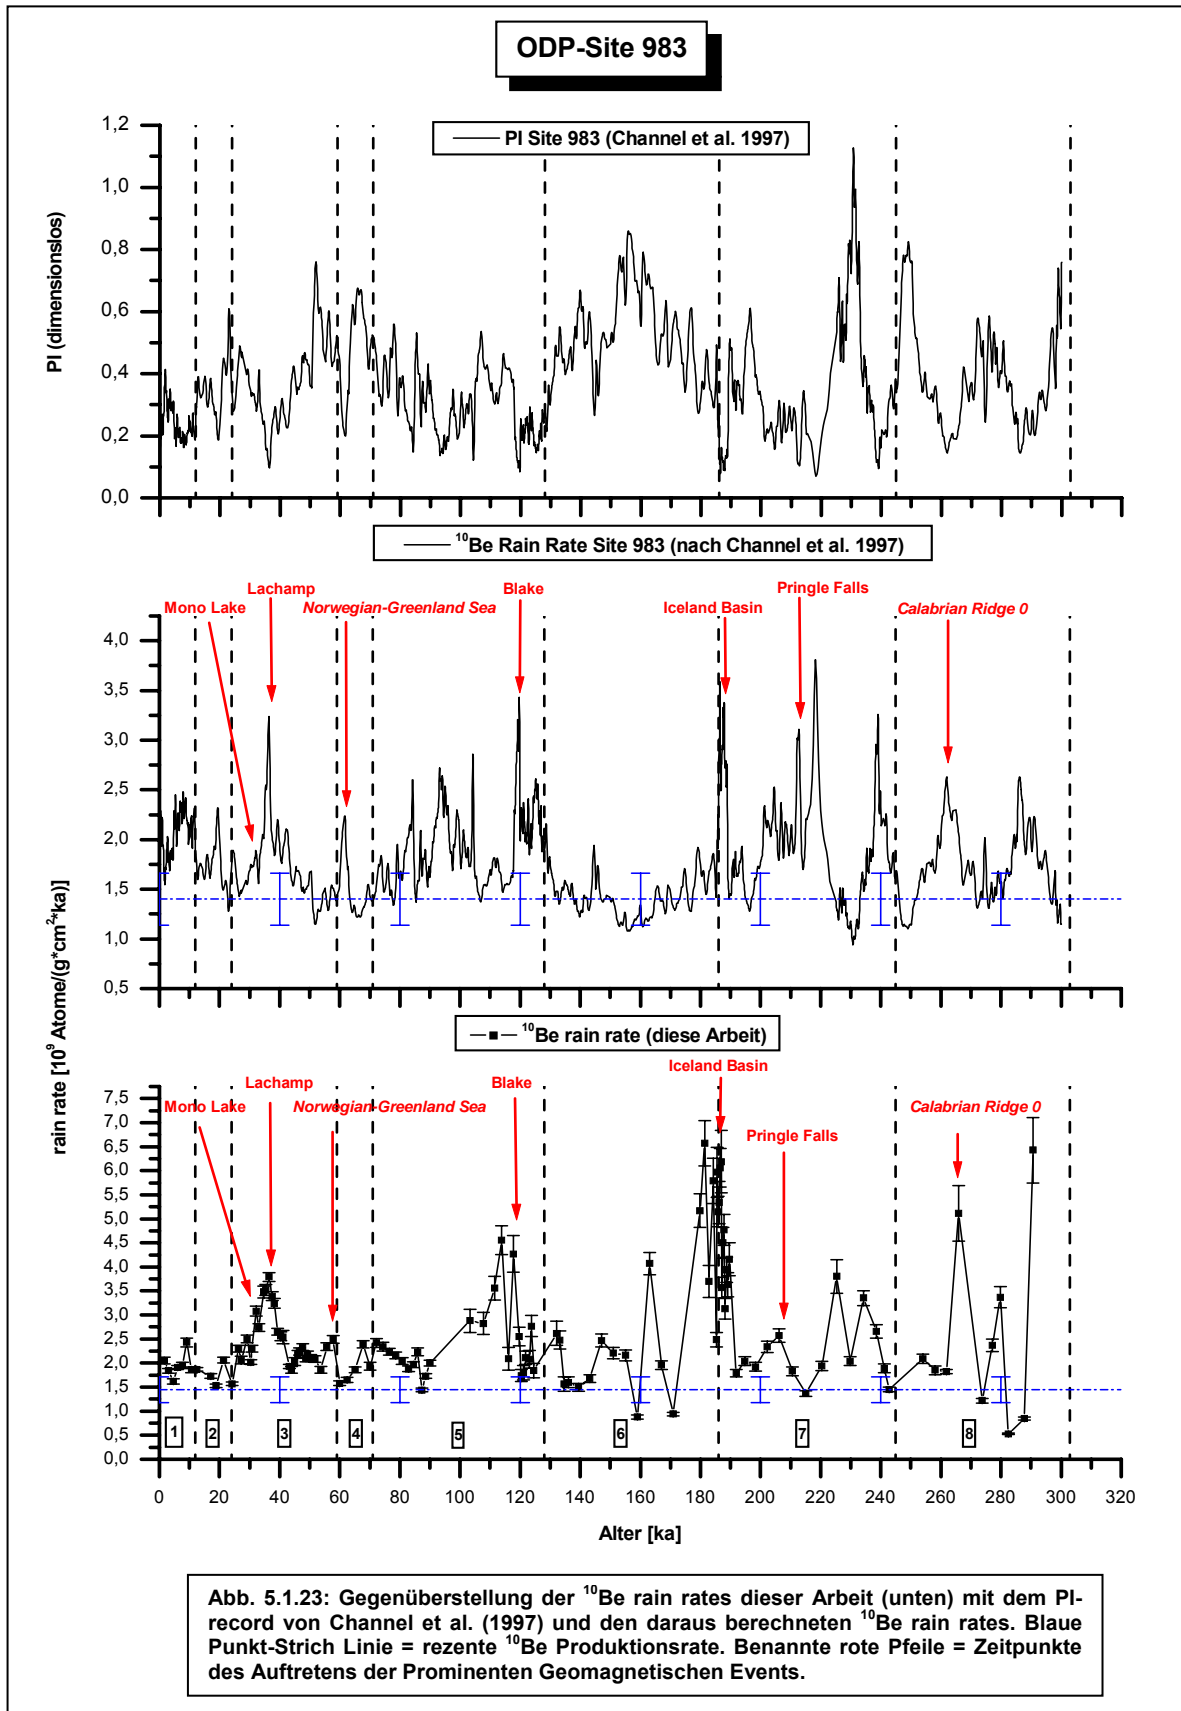 ODP-Site 983
PI Site 983 (Channel et al. 1997)
PI (dimensionslos)
1,2
1,0
0,8
0,6
0,4
0,2
0,0
¹⁰Be Rain Rate Site 983 (nach Channel et al. 1997)
Mono Lake
Lachamp
Norwegian-Greenland Sea
Blake
Iceland Basin
Pringle Falls
Calabrian Ridge 0
4,0
3,5
3,0
2,5
2,0
1,5
1,0
0,5
rain rate [10⁹ Atome/(g*cm²*ka)]
¹⁰Be rain rate (diese Arbeit)
Mono Lake
Lachamp
Norwegian-Greenland Sea
Blake
Iceland Basin
Pringle Falls
Calabrian Ridge 0
7,5
7,0
6,5
6,0
5,5
5,0
4,5
4,0
3,5
3,0
2,5
2,0
1,5
1,0
0,5
0,0
1 2 3 4 5 6 7 8
0 20 40 60 80 100 120 140 160 180 200 220 240 260 280 300 320
Alter [ka]
Abb. 5.1.23: Gegenüberstellung der ¹⁰Be rain rates dieser Arbeit (unten) mit dem PI-
record von Channel et al. (1997) und den daraus berechneten ¹⁰Be rain rates. Blaue
Punkt-Strich Linie = rezente ¹⁰Be Produktionsrate. Benannte rote Pfeile = Zeitpunkte
des Auftretens der Prominenten Geomagnetischen Events.